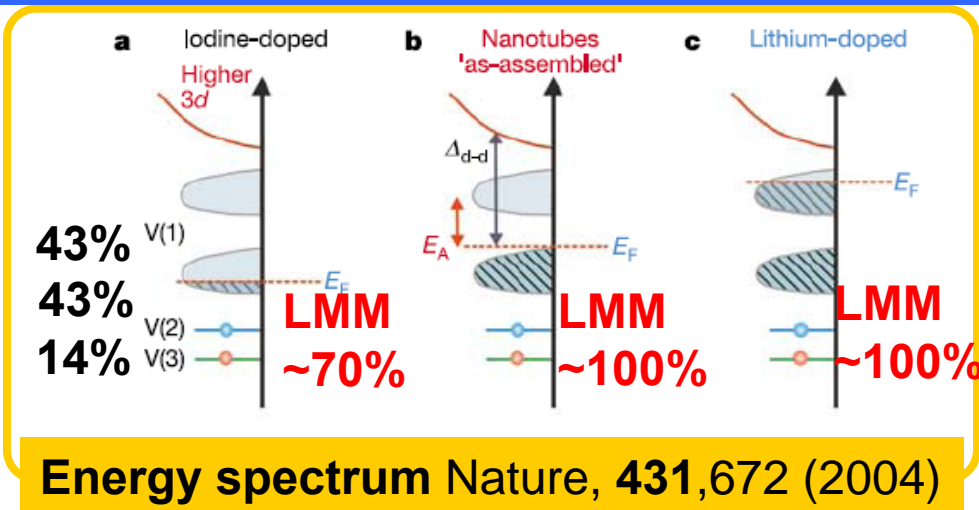 a Iodine-doped
Higher
3d
b Nanotubes
'as-assembled'
c Lithium-doped
Δd-d
EA
EF
EF
EF
43% V(1)
43%
V(2)
14% V(3)
LMM
~70%
LMM
~100%
LMM
~100%
Energy spectrum Nature, 431,672 (2004)